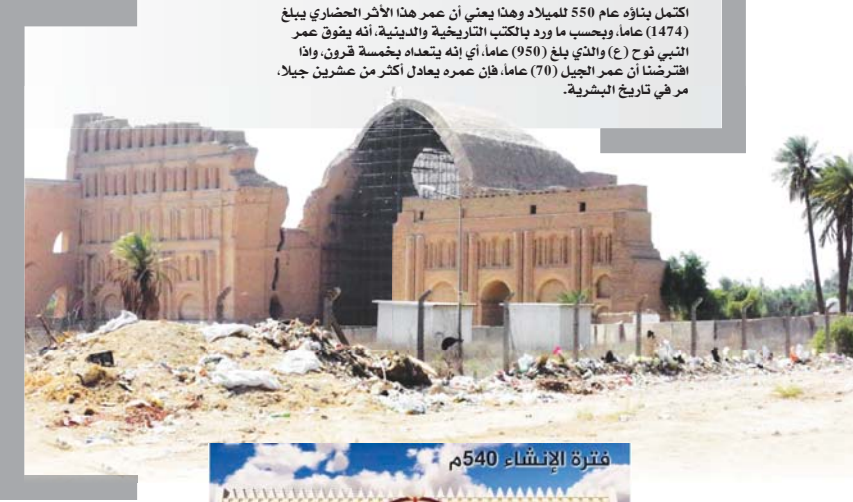 اكتمل بناؤه عام 550 للميلاد وهذا يعني أن عمر هذا الأثر الحضاري يبلغ
(1474) عاماً، وبحسب ما ورد بالكتب التاريخية والدينية، أنه يفوق عمر
النبي نوح (ع) والذي بلغ (950) عاماً، أي إنه يتعداه بخمسة قرون، واذا
افترضنا أن عمر الجيل (70) عاماً، فإن عمره يعادل أكثر من عشرين جيلا،
مر في تاريخ البشرية.
فترة الإنشاء 540م